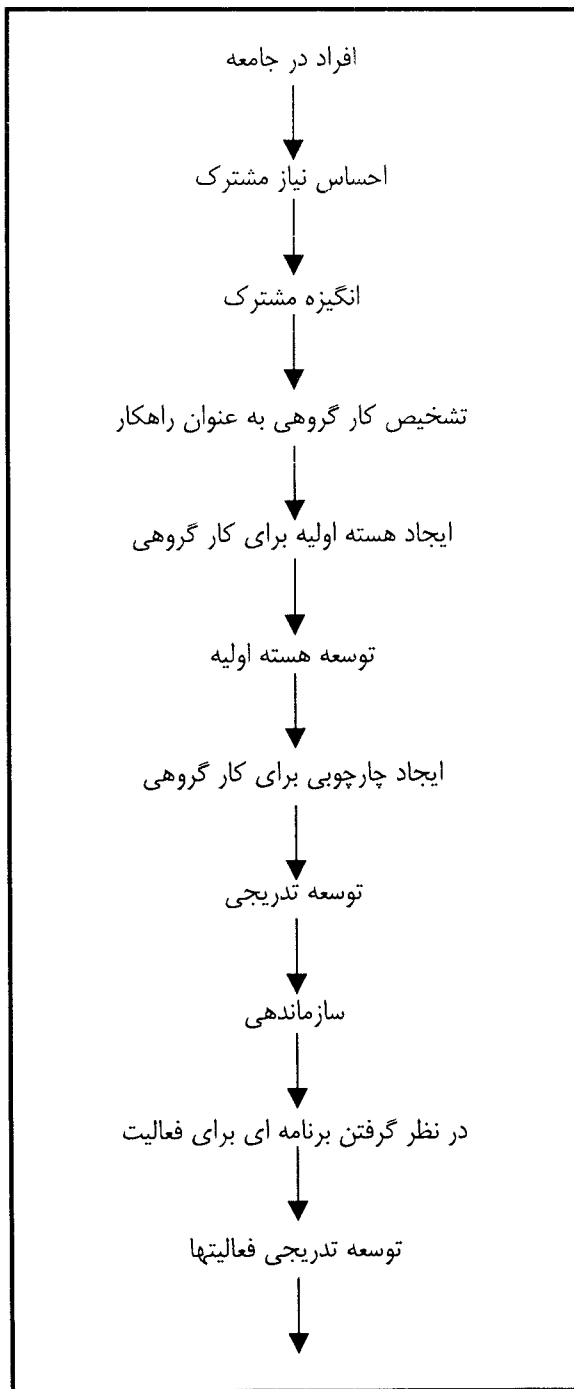 افراد در جامعه
احساس نیاز مشترک
انگیزه مشترک
تشخیص کار گروهی به عنوان راهکار
ایجاد هسته اولیه برای کار گروهی
توسعه هسته اولیه
ایجاد چارچوبی برای کار گروهی
توسعه تدریجی
سازماندهی
در نظر گرفتن برنامه ای برای فعالیت
توسعه تدریجی فعالیتها